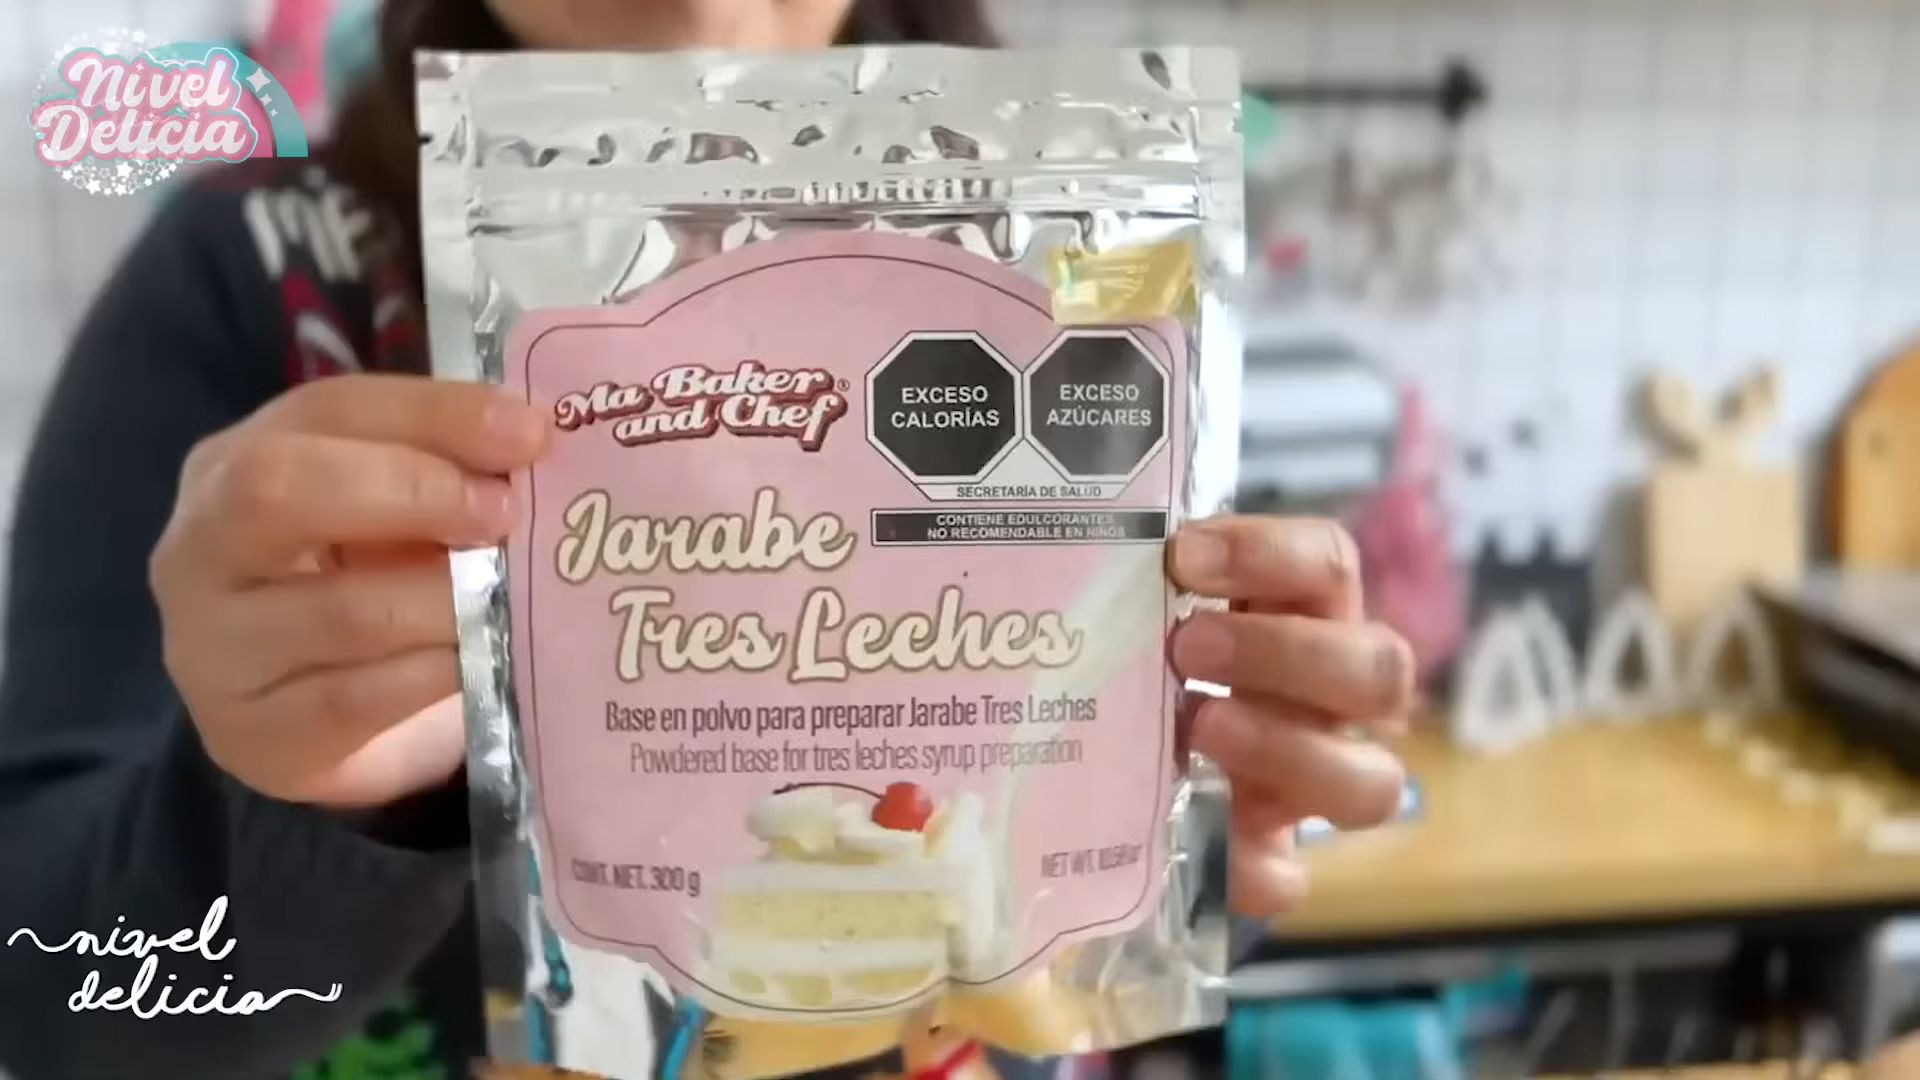 Nivel
Delicia
Ma Baker
and Chef®
EXCESO
CALORÍAS
EXCESO
AZÚCARES
SECRETARÍA DE SALUD
CONTIENE EDULCORANTES
NO RECOMENDABLE EN NIÑOS
Jarabe
Tres Leches
Base en polvo para preparar Jarabe Tres Leches
Powdered base for tres leches syrup preparation
CONT. NET. 300 g
NET WT.
nivel
delicia